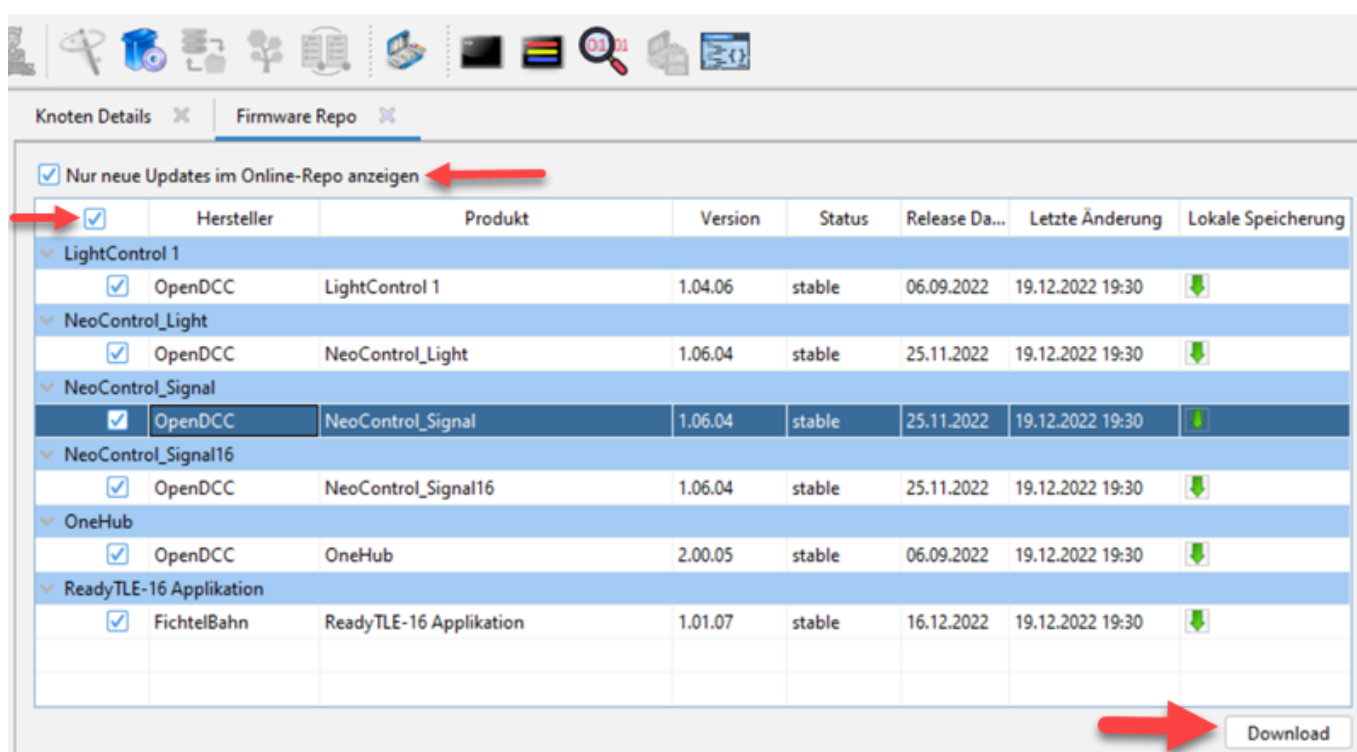 01 01
Knoten Details
Firmware Repo
Nur neue Updates im Online-Repo anzeigen
Hersteller Produkt Version Status Release Da... Letzte Änderung Lokale Speicherung
LightControl 1
OpenDCC LightControl 1 1.04.06 stable 06.09.2022 19.12.2022 19:30
NeoControl_Light
OpenDCC NeoControl_Light 1.06.04 stable 25.11.2022 19.12.2022 19:30
NeoControl_Signal
OpenDCC NeoControl_Signal 1.06.04 stable 25.11.2022 19.12.2022 19:30
NeoControl_Signal16
OpenDCC NeoControl_Signal16 1.06.04 stable 25.11.2022 19.12.2022 19:30
OneHub
OpenDCC OneHub 2.00.05 stable 06.09.2022 19.12.2022 19:30
ReadyTLE-16 Applikation
FichtelBahn ReadyTLE-16 Applikation 1.01.07 stable 16.12.2022 19.12.2022 19:30
Download